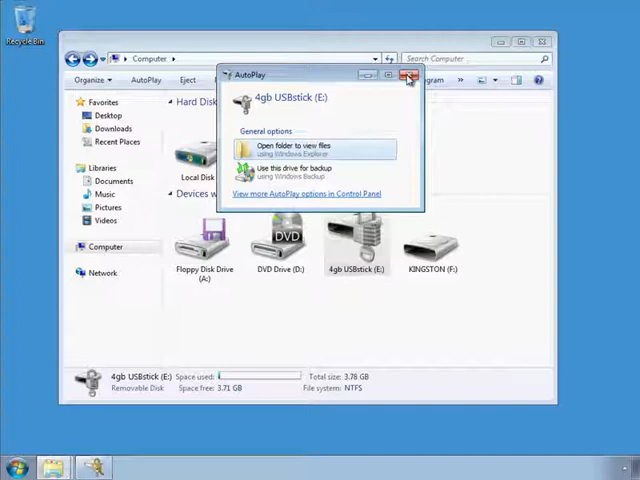 Recycle Bin
Computer
Search Computer
Organize
AutoPlay
Eject
AutoPlay
4gb USBstick (E:)
General options
Open folder to view files
using Windows Explorer
Use this drive for backup
using Windows Backup
View more AutoPlay options in Control Panel
Favorites
Desktop
Downloads
Recent Places
Libraries
Documents
Music
Pictures
Videos
Computer
Network
Hard Disk
Local Disk
Devices w
DVD
Floppy Disk Drive
(A:)
DVD Drive (D:)
4gb USBstick (E:)
KINGSTON (F:)
4gb USBstick (E:) Space used: Total size: 3.78 GB
Removable Disk Space free: 3.71 GB File system: NTFS